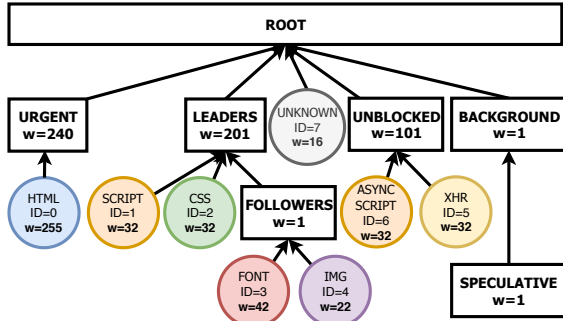 ROOT
URGENT
w=240
LEADERS
w=201
UNKNOWN
ID=7
w=16
UNBLOCKED
w=101
BACKGROUND
w=1
HTML
ID=0
w=255
SCRIPT
ID=1
w=32
CSS
ID=2
w=32
FOLLOWERS
w=1
ASYNC
SCRIPT
ID=6
w=32
XHR
ID=5
w=32
FONT
ID=3
w=42
IMG
ID=4
w=22
SPECULATIVE
w=1